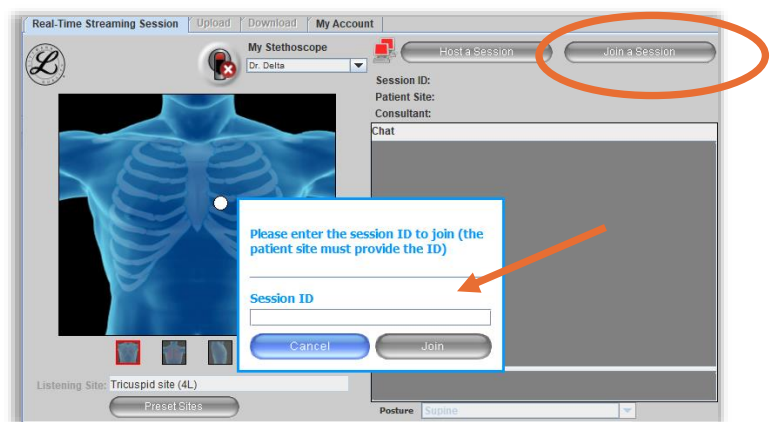 Real-Time Streaming Session Upload Download My Account
My Stethoscope
Dr. Delta
Host a Session Join a Session
Session ID:
Patient Site:
Consultant:
Chat
Please enter the session ID to join (the
patient site must provide the ID)
Session ID
Cancel Join
Listening Site: Tricuspid site (4L)
Preset Sites
Posture Supine